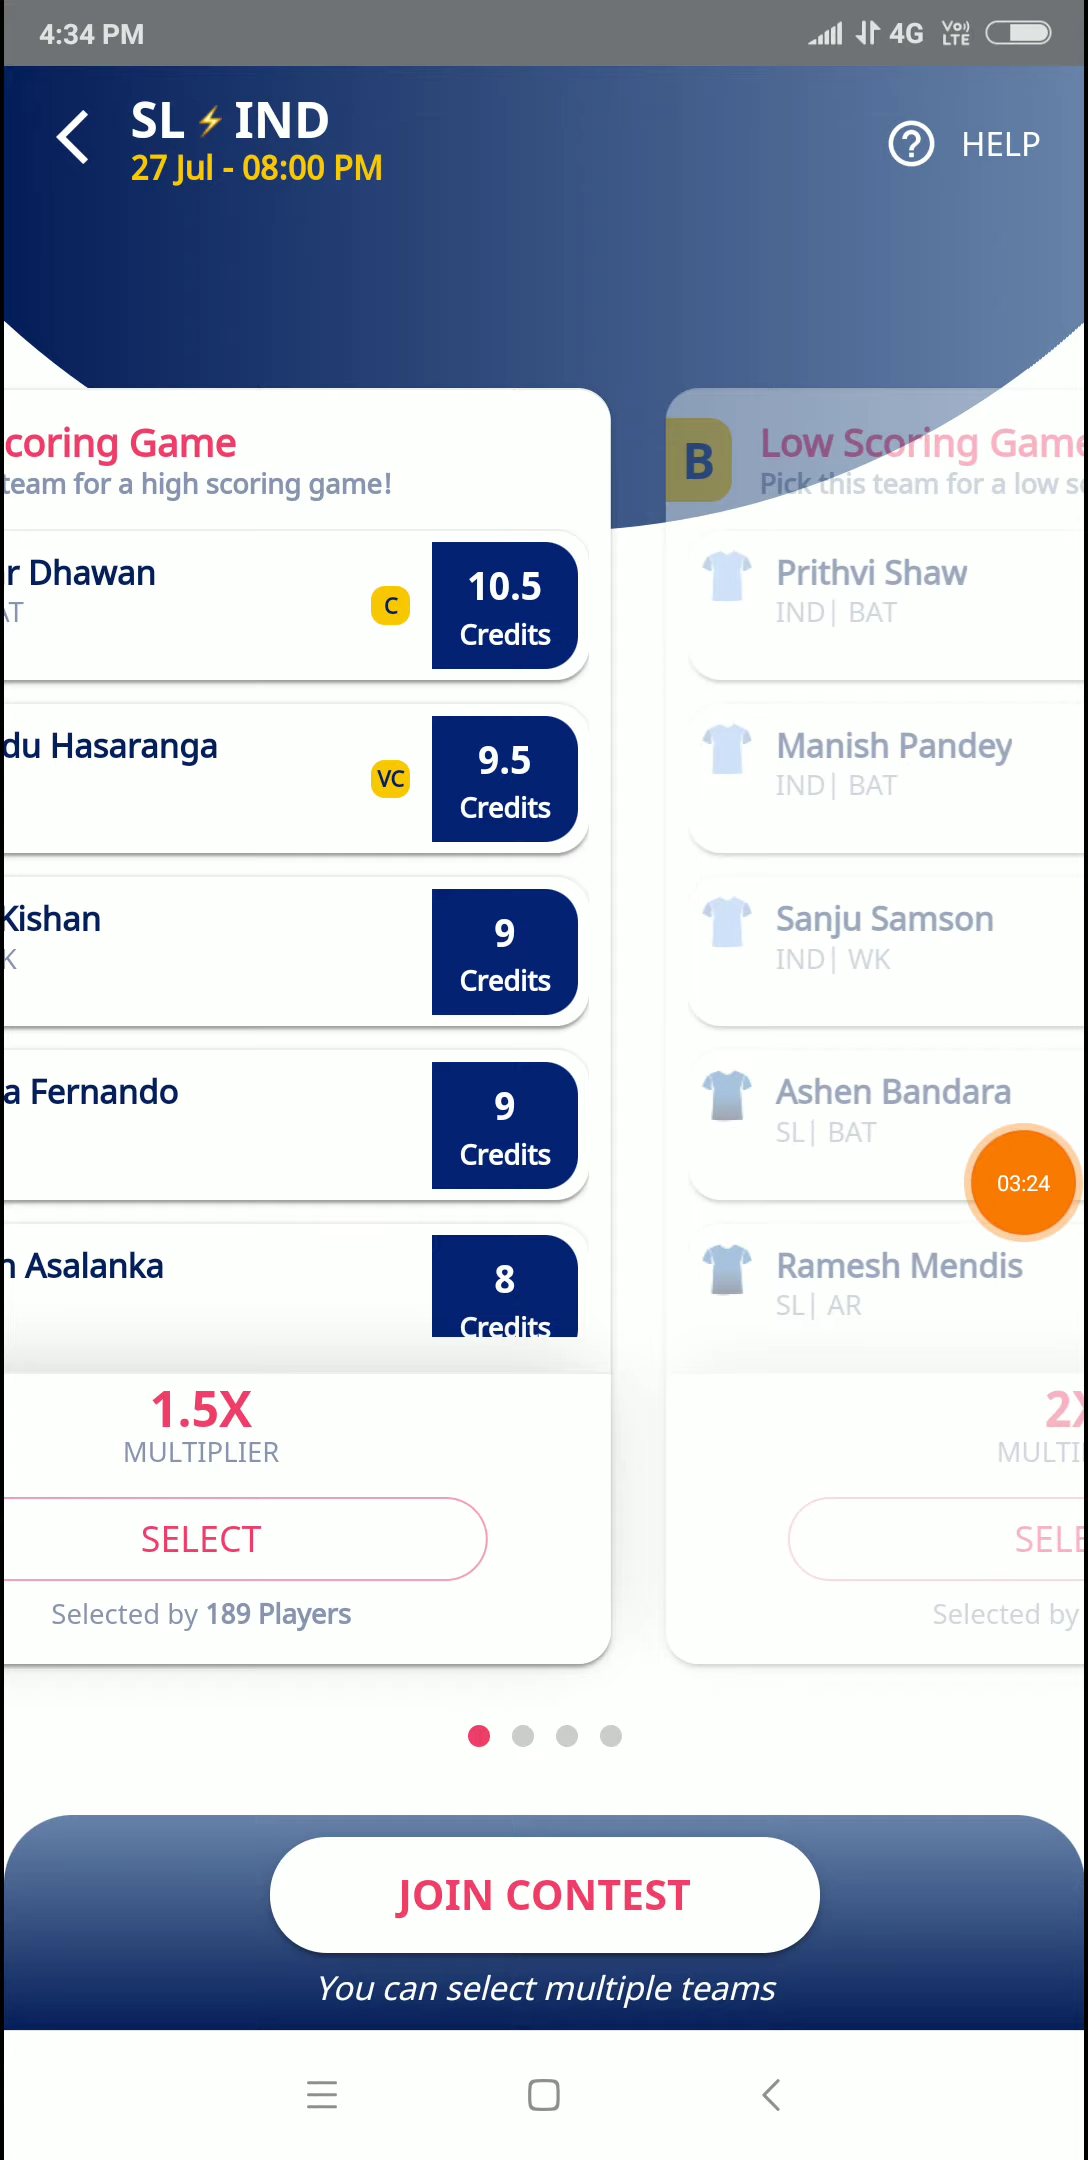 4:34 PM
4G
Vo)) LTE
SL⚡IND
27 Jul - 08:00 PM
? HELP
coring Game
team for a high scoring game!
r Dhawan
AT
C
10.5
Credits
du Hasaranga
VC
9.5
Credits
Kishan
K
9
Credits
a Fernando
9
Credits
n Asalanka
8
Credits
1.5X
MULTIPLIER
SELECT
Selected by 189 Players
B
Low Scoring Game
Pick this team for a low s
Prithvi Shaw
IND| BAT
Manish Pandey
IND| BAT
Sanju Samson
IND| WK
Ashen Bandara
SL| BAT
03:24
Ramesh Mendis
SL| AR
2X
MULTI
SELE
Selected by
JOIN CONTEST
You can select multiple teams